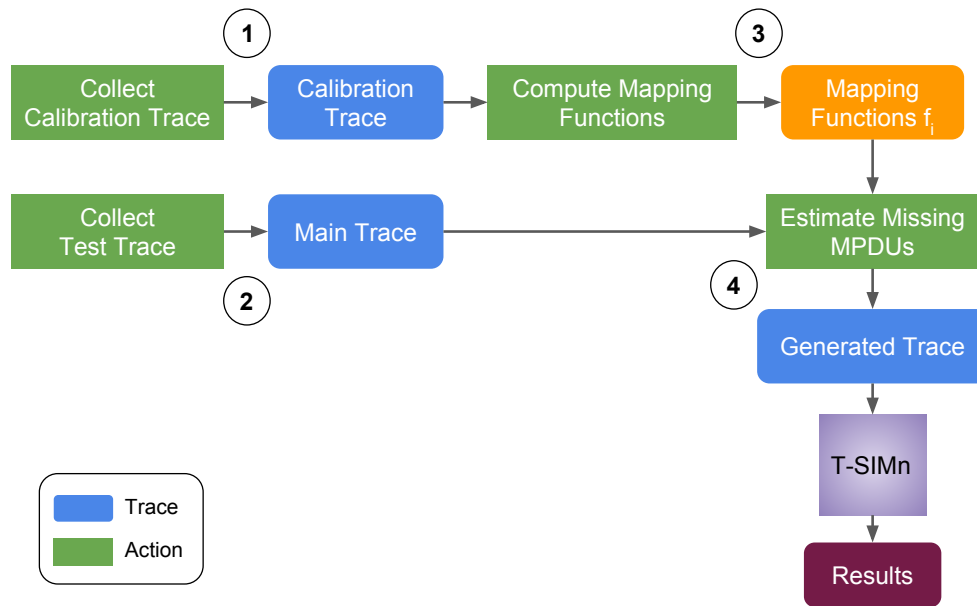 1
3
Collect
Calibration Trace
Calibration
Trace
Compute Mapping
Functions
Mapping
Functions f_i
Collect
Test Trace
Main Trace
Estimate Missing
MPDUs
2
4
Generated Trace
T-SIMn
Trace
Action
Results